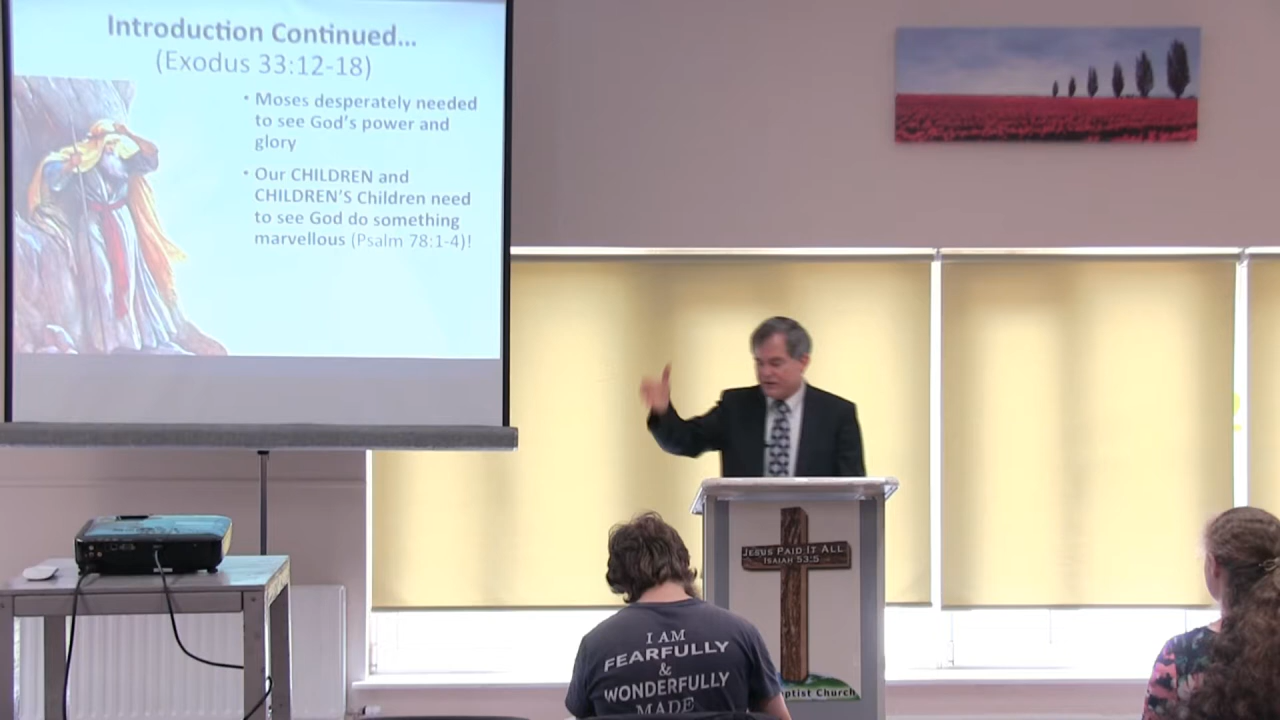 Introduction Continued...
(Exodus 33:12-18)
• Moses desperately needed
to see God's power and
glory
• Our CHILDREN and
CHILDREN'S Children need
to see God do something
marvellous (Psalm 78:1-4)!
JESUS PAID IT ALL
ISAIAH 53:5
Church
I AM
FEARFULLY
&
WONDERFULLY
MADE